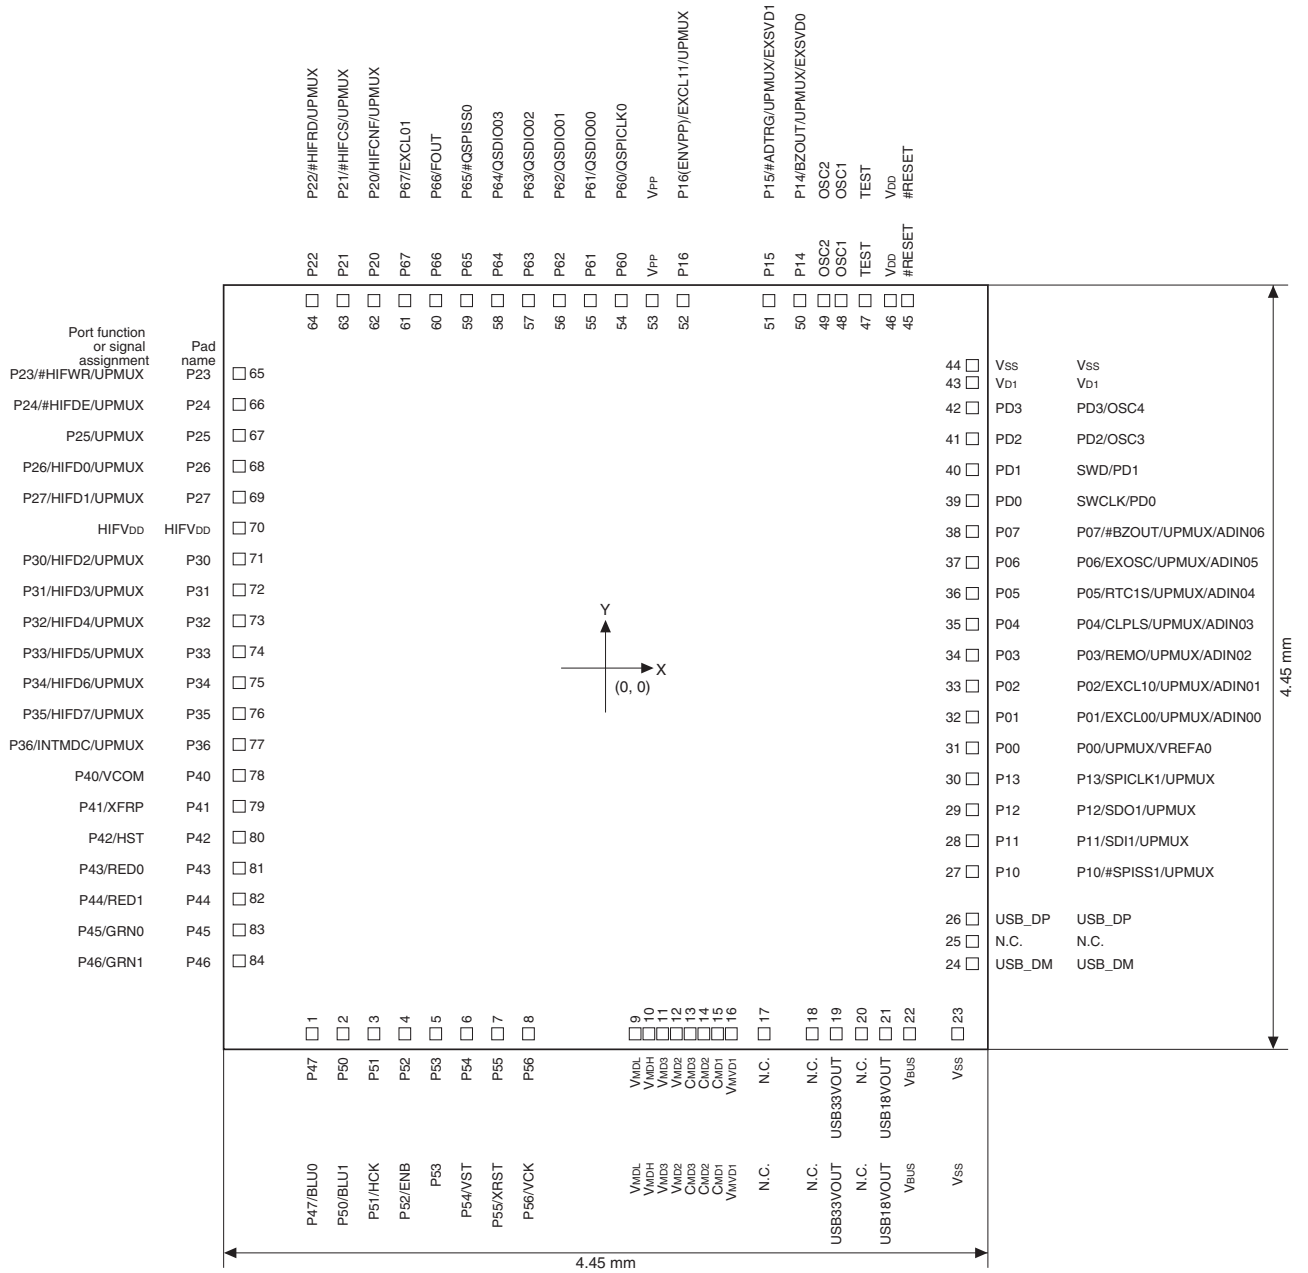 P22/#HIFRD/UPMUX
P21/#HIFCS/UPMUX
P20/HIFCNF/UPMUX
P67/EXCL01
P66/FOUT
P65/#QSPISS0
P64/QSDIO03
P63/QSDIO02
P62/QSDIO01
P61/QSDIO00
P60/QSPICLK0
VPP
P16(ENVPP)/EXCL11/UPMUX
P15/#ADTRG/UPMUX/EXSVD1
P14/BZOUT/UPMUX/EXSVD0
OSC2
OSC1
TEST
VDD
#RESET
P22
P21
P20
P67
P66
P65
P64
P63
P62
P61
P60
VPP
P16
P15
P14
OSC2
OSC1
TEST
VDD
#RESET
64
63
62
61
60
59
58
57
56
55
54
53
52
51
50
49
48
47
46
45
Port function
or signal
assignment
Pad
name
P23/#HIFWR/UPMUX P23 65
P24/#HIFDE/UPMUX P24 66
P25/UPMUX P25 67
P26/HIFD0/UPMUX P26 68
P27/HIFD1/UPMUX P27 69
HIFVDD HIFVDD 70
P30/HIFD2/UPMUX P30 71
P31/HIFD3/UPMUX P31 72
P32/HIFD4/UPMUX P32 73
P33/HIFD5/UPMUX P33 74
P34/HIFD6/UPMUX P34 75
P35/HIFD7/UPMUX P35 76
P36/INTMDC/UPMUX P36 77
P40/VCOM P40 78
P41/XFRP P41 79
P42/HST P42 80
P43/RED0 P43 81
P44/RED1 P44 82
P45/GRN0 P45 83
P46/GRN1 P46 84
Y
X
(0, 0)
44 VSS VSS
43 VD1 VD1
42 PD3 PD3/OSC4
41 PD2 PD2/OSC3
40 PD1 SWD/PD1
39 PD0 SWCLK/PD0
38 P07 P07/#BZOUT/UPMUX/ADIN06
37 P06 P06/EXOSC/UPMUX/ADIN05
36 P05 P05/RTC1S/UPMUX/ADIN04
35 P04 P04/CLPLS/UPMUX/ADIN03
34 P03 P03/REMO/UPMUX/ADIN02
33 P02 P02/EXCL10/UPMUX/ADIN01
32 P01 P01/EXCL00/UPMUX/ADIN00
31 P00 P00/UPMUX/VREFA0
30 P13 P13/SPICLK1/UPMUX
29 P12 P12/SDO1/UPMUX
28 P11 P11/SDI1/UPMUX
27 P10 P10/#SPISS1/UPMUX
26 USB_DP USB_DP
25 N.C. N.C.
24 USB_DM USB_DM
4.45 mm
1
2
3
4
5
6
7
8
9
10
11
12
13
14
15
16
17
18
19
20
21
22
23
P47
P50
P51
P52
P53
P54
P55
P56
VMDL
VMDH
VMD3
VMD2
CMD3
CMD2
CMD1
VMVD1
N.C.
N.C.
USB33VOUT
N.C.
USB18VOUT
VBUS
VSS
P47/BLU0
P50/BLU1
P51/HCK
P52/ENB
P53
P54/VST
P55/XRST
P56/VCK
VMDL
VMDH
VMD3
VMD2
CMD3
CMD2
CMD1
VMVD1
N.C.
N.C.
USB33VOUT
N.C.
USB18VOUT
VBUS
VSS
4.45 mm